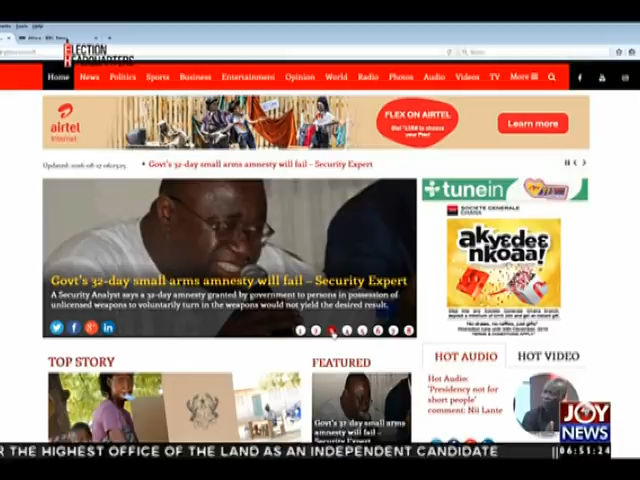 ELECTION
HEADQUARTERS
Home News Politics Sports Business Entertainment Opinion World Radio Photos Audio Videos TV More
airtel
internet
FLEX ON AIRTEL
Learn more
Govt's 32-day small arms amnesty will fail – Security Expert
tunein
SOCIETE GENERALE
GHANA
akyɛdeɛ
nkoaa!
Govt's 32-day small arms amnesty will fail – Security Expert
A Security Analyst says a 32-day amnesty granted by government to persons in possession of
unlicensed weapons to voluntarily turn in the weapons would not yield the desired result.
TOP STORY
FEATURED
HOT AUDIO
HOT VIDEO
Govt's 32-day small arms
amnesty will fail –
Security Expert
Hot Audio:
'Presidency not for
short people'
comment: Nii Lante
JOY
NEWS
R THE HIGHEST OFFICE OF THE LAND AS AN INDEPENDENT CANDIDATE
06:51:24